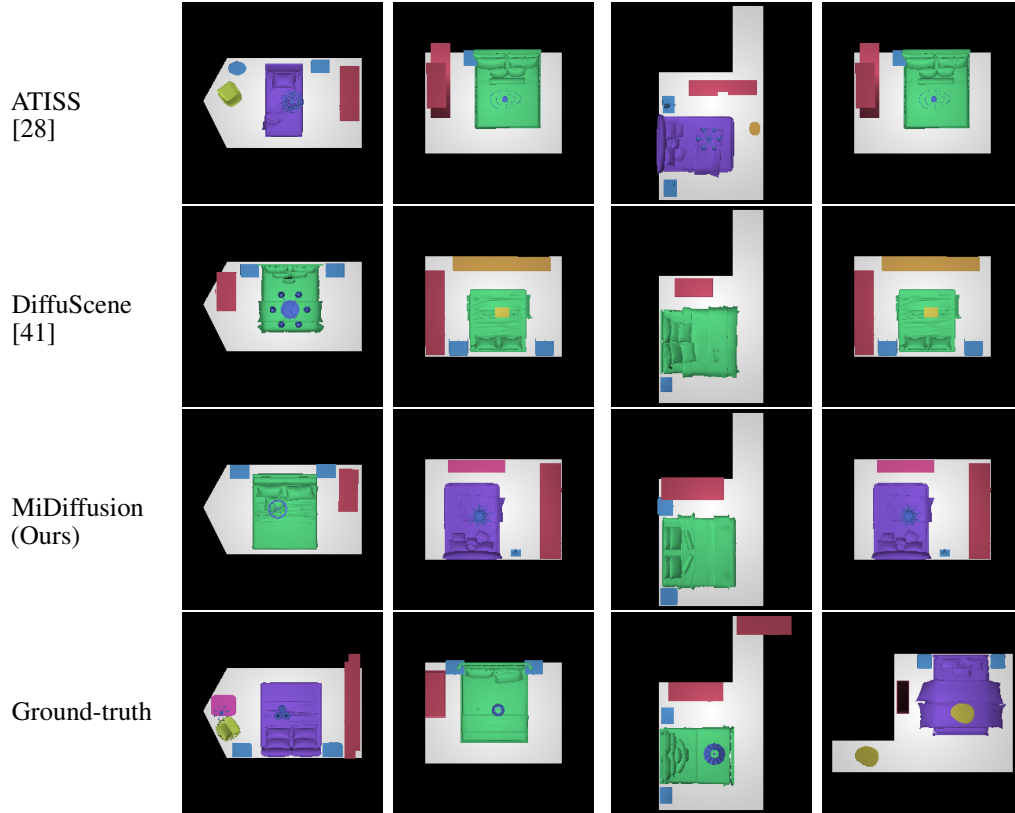 ATISS
[28]
DiffuScene
[41]
MiDiffusion
(Ours)
Ground-truth